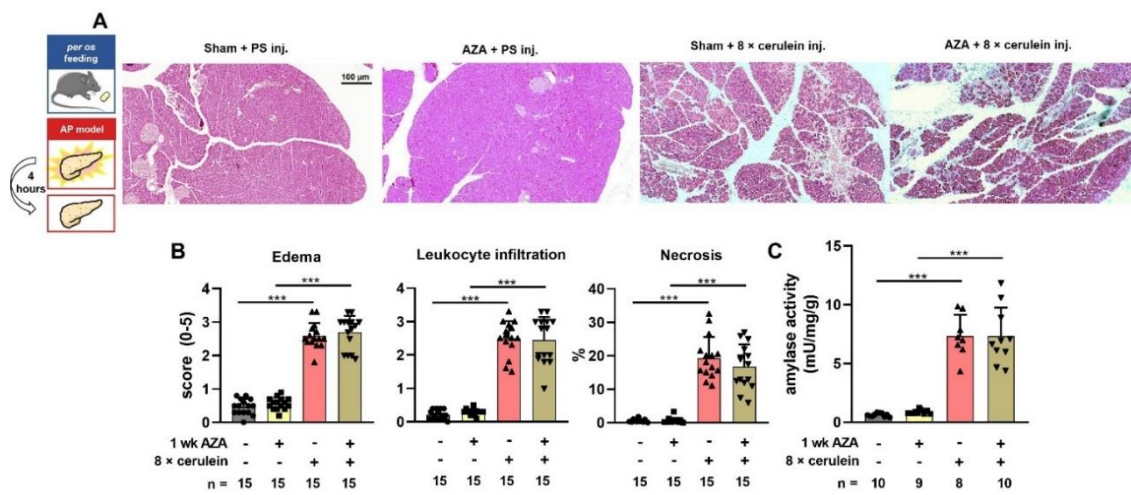 A
per os
feeding
AP model
4
hours
Sham + PS inj.
AZA + PS inj.
Sham + 8 × cerulein inj.
AZA + 8 × cerulein inj.
100 µm
B
Edema
Leukocyte infiltration
Necrosis
C
score (0-5)
4
3
2
1
0
***
***
4
3
2
1
0
***
***
%
40
30
20
10
0
***
***
amylase activity
(mU/mg/g)
15
10
5
0
***
***
1 wk AZA - + - + - + - + - + - + 1 wk AZA - + - +
8 × cerulein - - + + - - + + - - + + 8 × cerulein - - + +
n = 15 15 15 15 15 15 15 15 15 15 15 15 n = 10 9 8 10